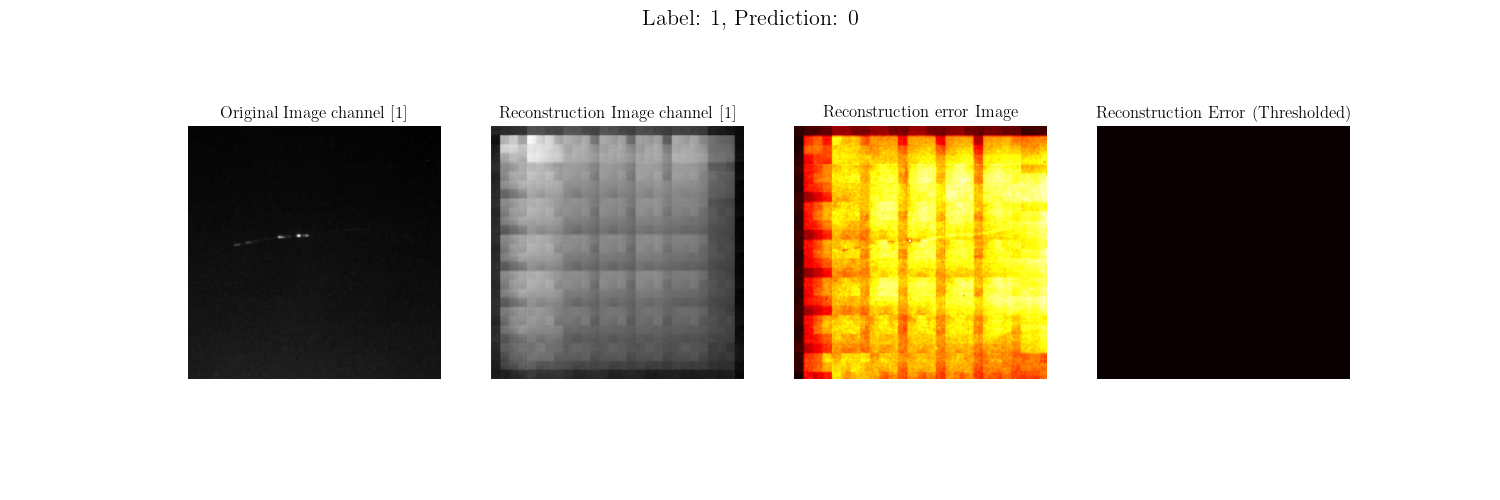 Label: 1, Prediction: 0
Original Image channel [1]
Reconstruction Image channel [1]
Reconstruction error Image
Reconstruction Error (Thresholded)